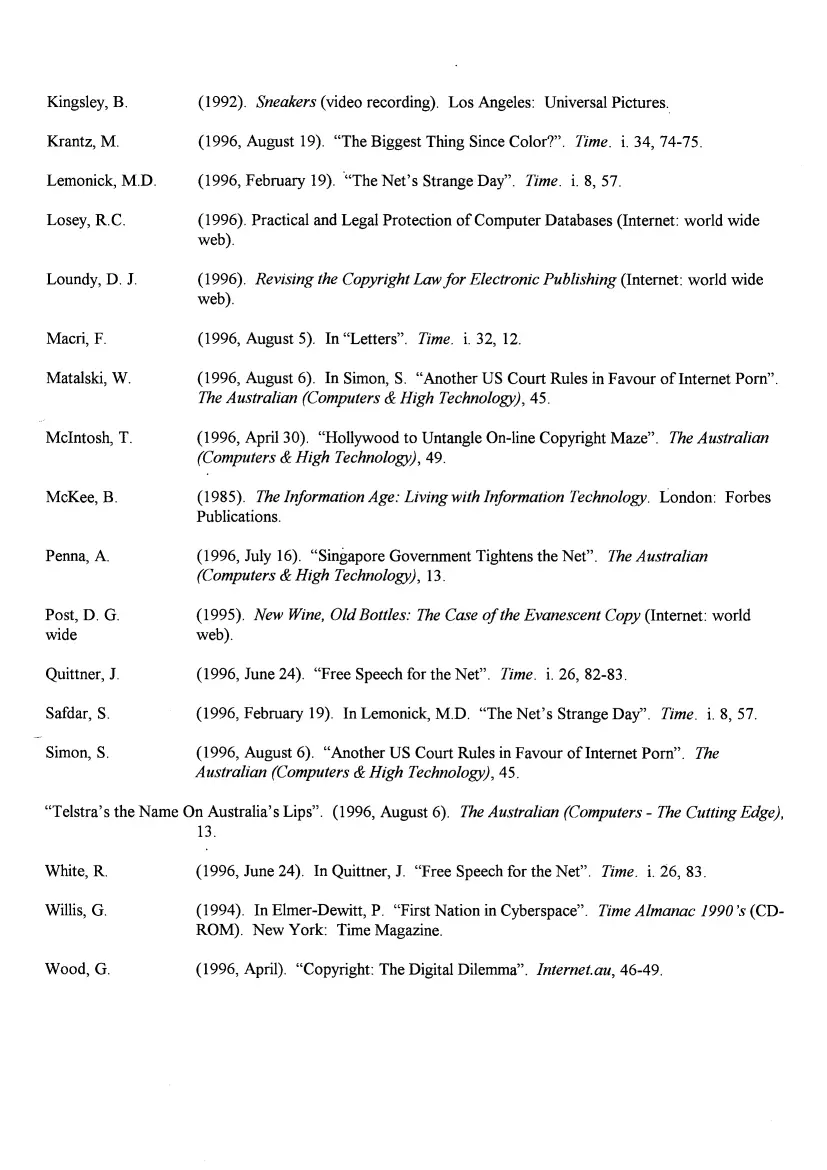 Kingsley, B. (1992). Sneakers (video recording). Los Angeles: Universal Pictures.
Krantz, M. (1996, August 19). “The Biggest Thing Since Color?”. Time. i. 34, 74-75.
Lemonick, M.D. (1996, February 19). “The Net’s Strange Day”. Time. i. 8, 57.
Losey, R.C. (1996). Practical and Legal Protection of Computer Databases (Internet: world wide
web).
Loundy, D. J. (1996). Revising the Copyright Law for Electronic Publishing (Internet: world wide
web).
Macri, F. (1996, August 5). In “Letters”. Time. i. 32, 12.
Matalski, W. (1996, August 6). In Simon, S. “Another US Court Rules in Favour of Internet Porn”.
The Australian (Computers & High Technology), 45.
McIntosh, T. (1996, April 30). “Hollywood to Untangle On-line Copyright Maze”. The Australian
(Computers & High Technology), 49.
McKee, B. (1985). The Information Age: Living with Information Technology. London: Forbes
Publications.
Penna, A. (1996, July 16). “Singapore Government Tightens the Net”. The Australian
(Computers & High Technology), 13.
Post, D. G. (1995). New Wine, Old Bottles: The Case of the Evanescent Copy (Internet: world
wide web).
Quittner, J. (1996, June 24). “Free Speech for the Net”. Time. i. 26, 82-83.
Safdar, S. (1996, February 19). In Lemonick, M.D. “The Net’s Strange Day”. Time. i. 8, 57.
Simon, S. (1996, August 6). “Another US Court Rules in Favour of Internet Porn”. The
Australian (Computers & High Technology), 45.
“Telstra’s the Name On Australia’s Lips”. (1996, August 6). The Australian (Computers - The Cutting Edge),
13.
White, R. (1996, June 24). In Quittner, J. “Free Speech for the Net”. Time. i. 26, 83.
Willis, G. (1994). In Elmer-Dewitt, P. “First Nation in Cyberspace”. Time Almanac 1990’s (CD-
ROM). New York: Time Magazine.
Wood, G. (1996, April). “Copyright: The Digital Dilemma”. Internet.au, 46-49.